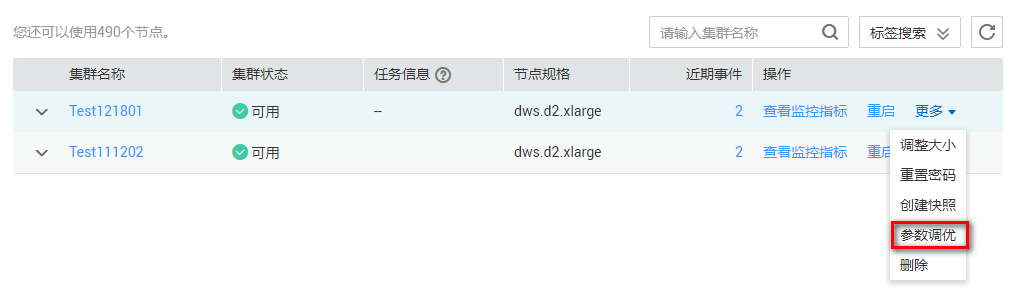 您还可以使用490个节点。
请输入集群名称
标签搜索
集群名称 集群状态 任务信息 ? 节点规格 近期事件 操作
Test121801 可用 -- dws.d2.xlarge 2 查看监控指标 重启 更多
Test111202 可用 dws.d2.xlarge 2 查看监控指标 重启
调整大小
重置密码
创建快照
参数调优
删除